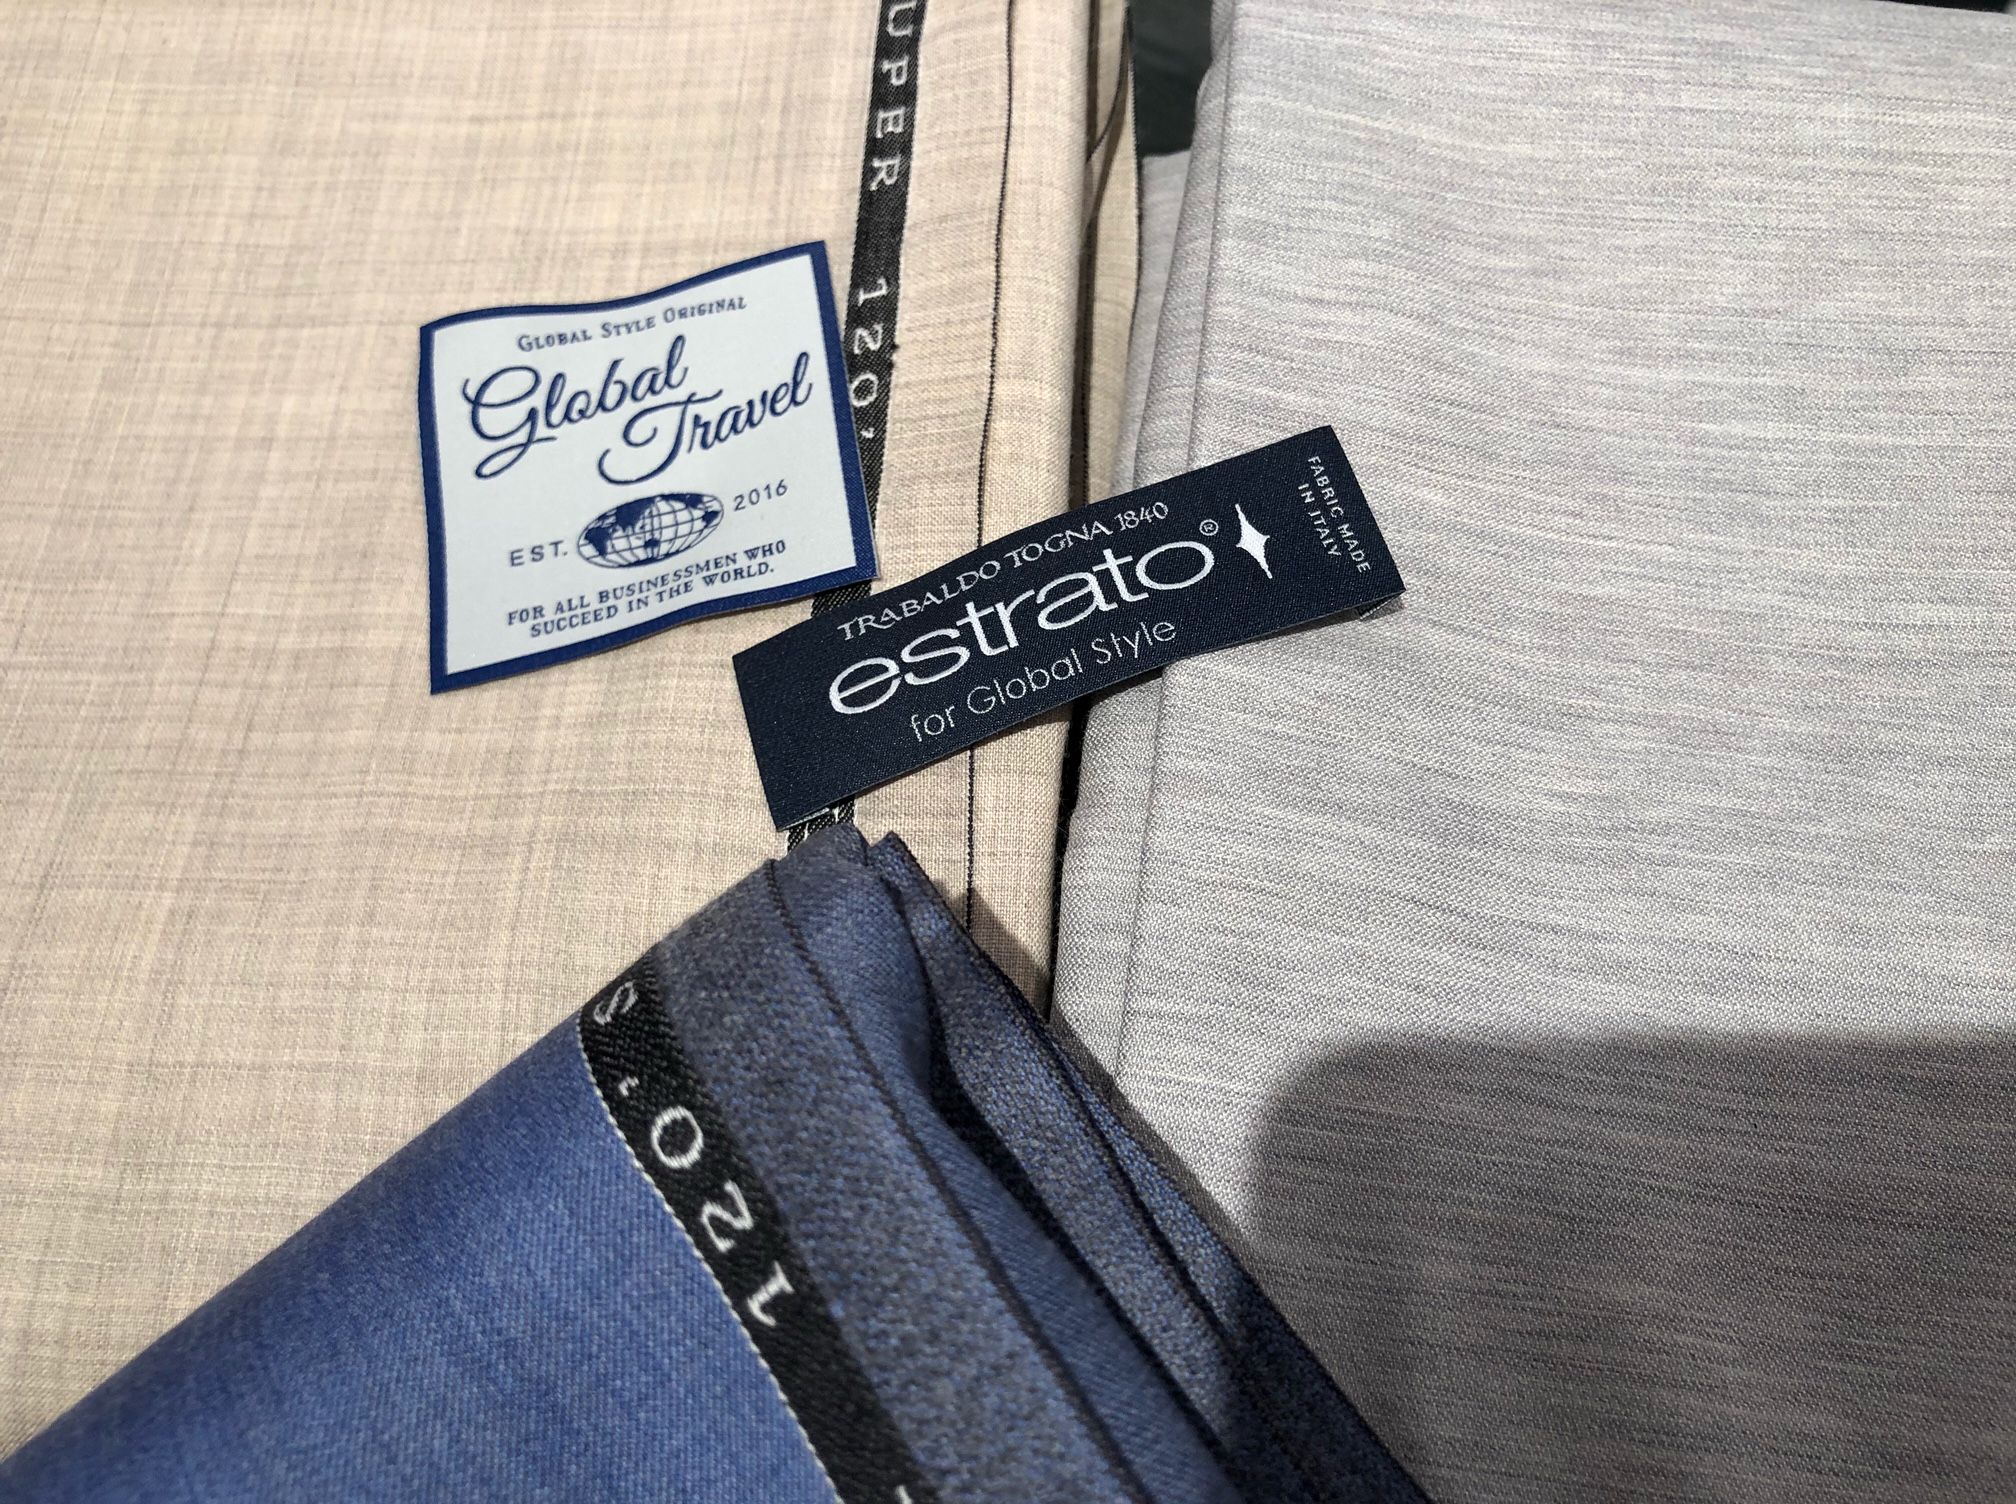 UPER 120'
GLOBAL STYLE ORIGINAL
Global
Travel
EST. 2016
FOR ALL BUSINESSMEN WHO
SUCCEED IN THE WORLD.
TRABALDO TOGNA 1840
estrato®
for Global Style
FABRIC MADE
IN ITALY
120'S